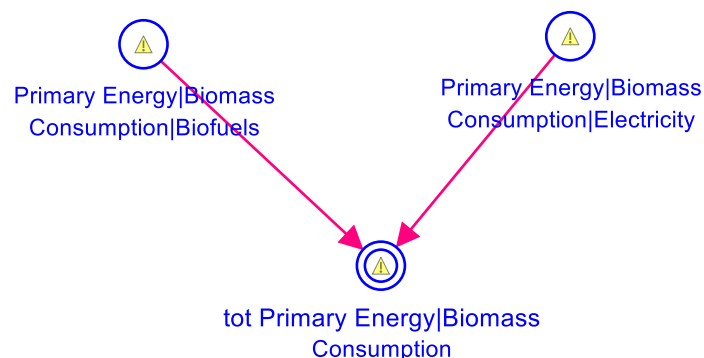 Primary Energy|Biomass
Consumption|Biofuels
Primary Energy|Biomass
Consumption|Electricity
tot Primary Energy|Biomass
Consumption